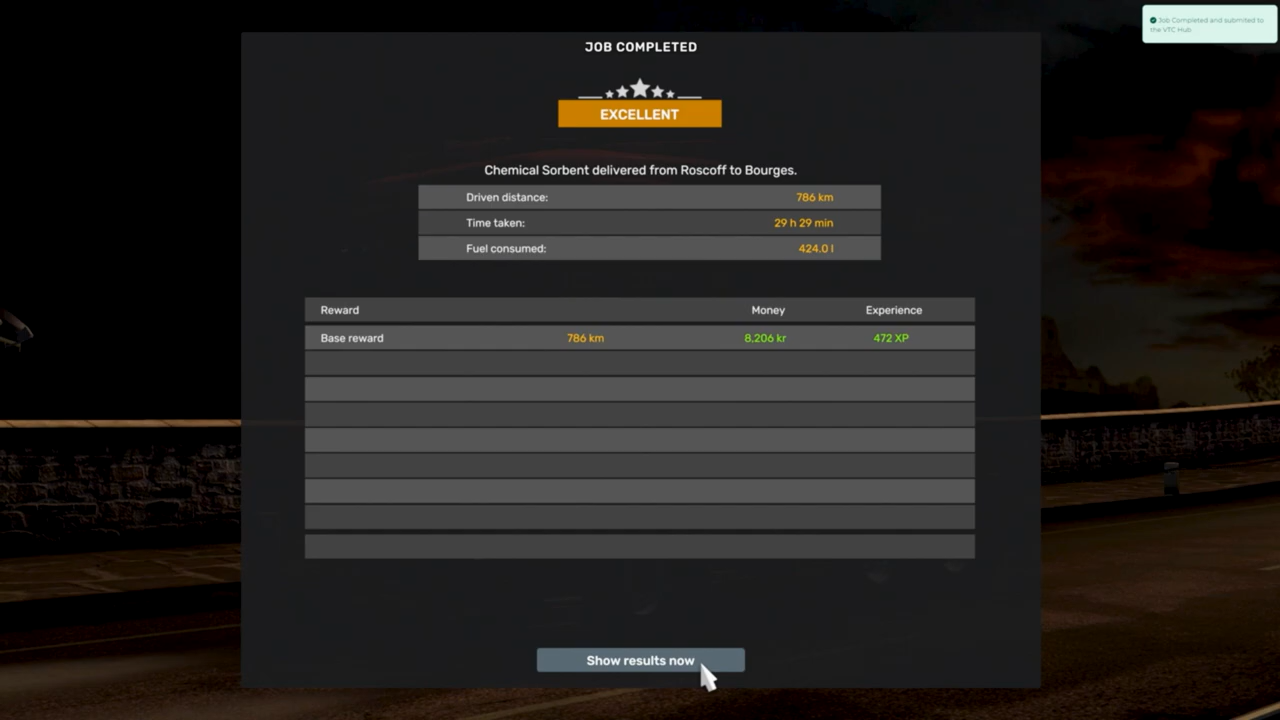 Job Completed and submited to
the VTC Hub
JOB COMPLETED
EXCELLENT
Chemical Sorbent delivered from Roscoff to Bourges.
Driven distance: 786 km
Time taken: 29 h 29 min
Fuel consumed: 424.0 l
Reward Money Experience
Base reward 786 km 8,206 kr 472 XP
Show results now